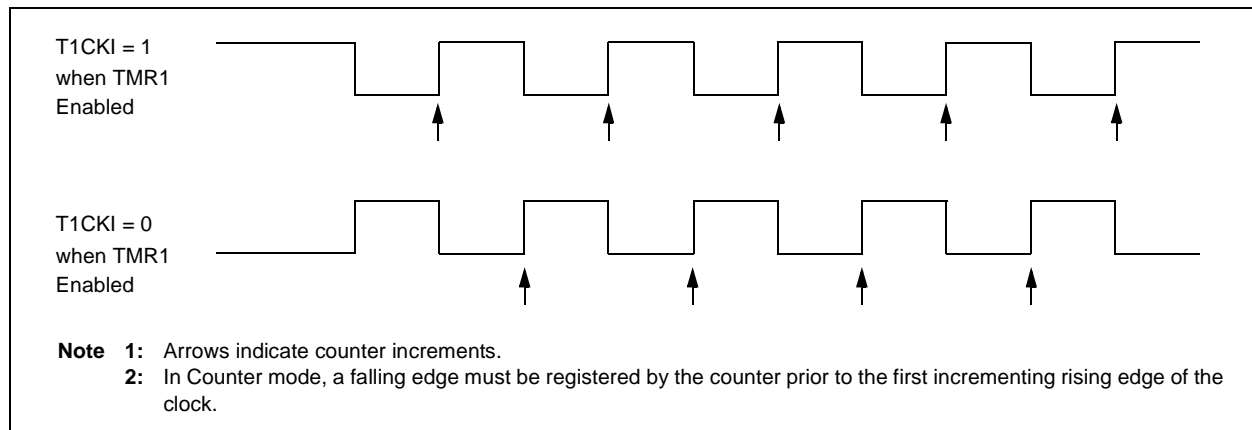 T1CKI = 1
when TMR1
Enabled
T1CKI = 0
when TMR1
Enabled
Note 1: Arrows indicate counter increments.
2: In Counter mode, a falling edge must be registered by the counter prior to the first incrementing rising edge of the
clock.